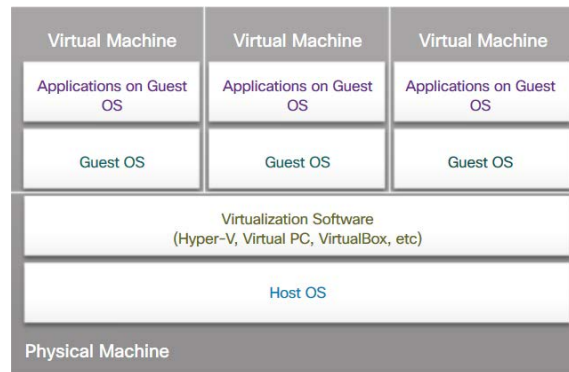 Virtual Machine Virtual Machine Virtual Machine
Applications on Guest Applications on Guest Applications on Guest
OS OS OS
Guest OS Guest OS Guest OS
Virtualization Software
(Hyper-V, Virtual PC, VirtualBox, etc)
Host OS
Physical Machine